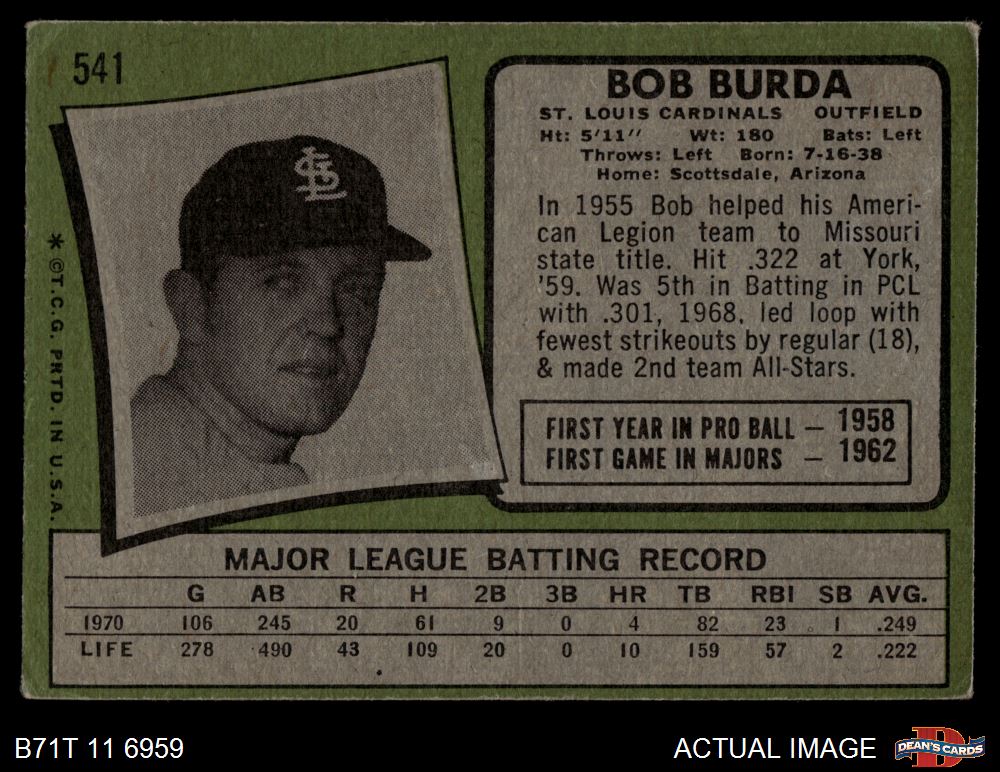 541
BOB BURDA
ST. LOUIS CARDINALS OUTFIELD
Ht: 5'11" Wt: 180 Bats: Left
Throws: Left Born: 7-16-38
Home: Scottsdale, Arizona
In 1955 Bob helped his Ameri-
can Legion team to Missouri
state title. Hit .322 at York,
'59. Was 5th in Batting in PCL
with .301, 1968, led loop with
fewest strikeouts by regular (18),
& made 2nd team All-Stars.
FIRST YEAR IN PRO BALL — 1958
FIRST GAME IN MAJORS — 1962
StL
* ©T.C.G. PRTD. IN U.S.A.
MAJOR LEAGUE BATTING RECORD
G AB R H 2B 3B HR TB RBI SB AVG.
1970 106 245 20 61 9 0 4 82 23 1 .249
LIFE 278 490 43 109 20 0 10 159 57 2 .222
B71T 11 6959
ACTUAL IMAGE
D
DEAN'S CARDS